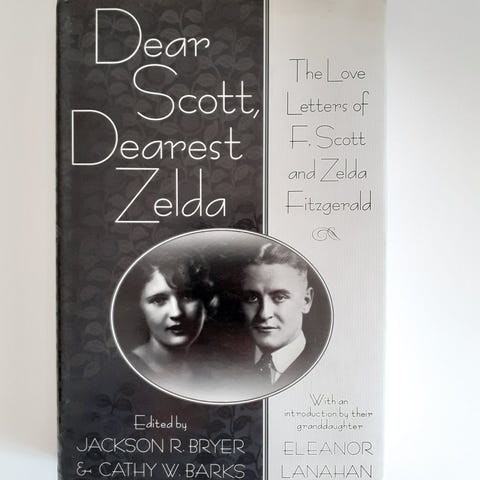 Dear
Scott,
Dearest
Zelda
The Love
Letters of
F. Scott
and Zelda
Fitzgerald
Edited by
JACKSON R. BRYER
& CATHY W. BARKS
With an
introduction by their
granddaughter
ELEANOR
LANAHAN